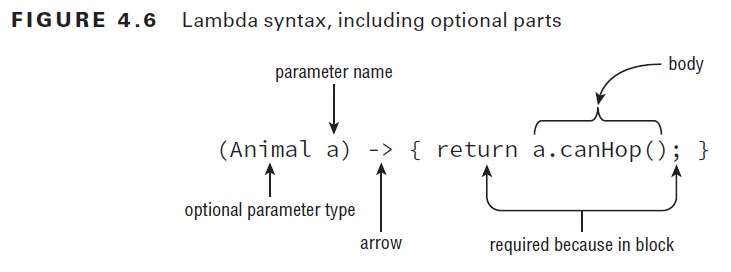 FIGURE 4.6 Lambda syntax, including optional parts
parameter name
body
(Animal a) -> { return a.canHop(); }
optional parameter type
arrow
required because in block